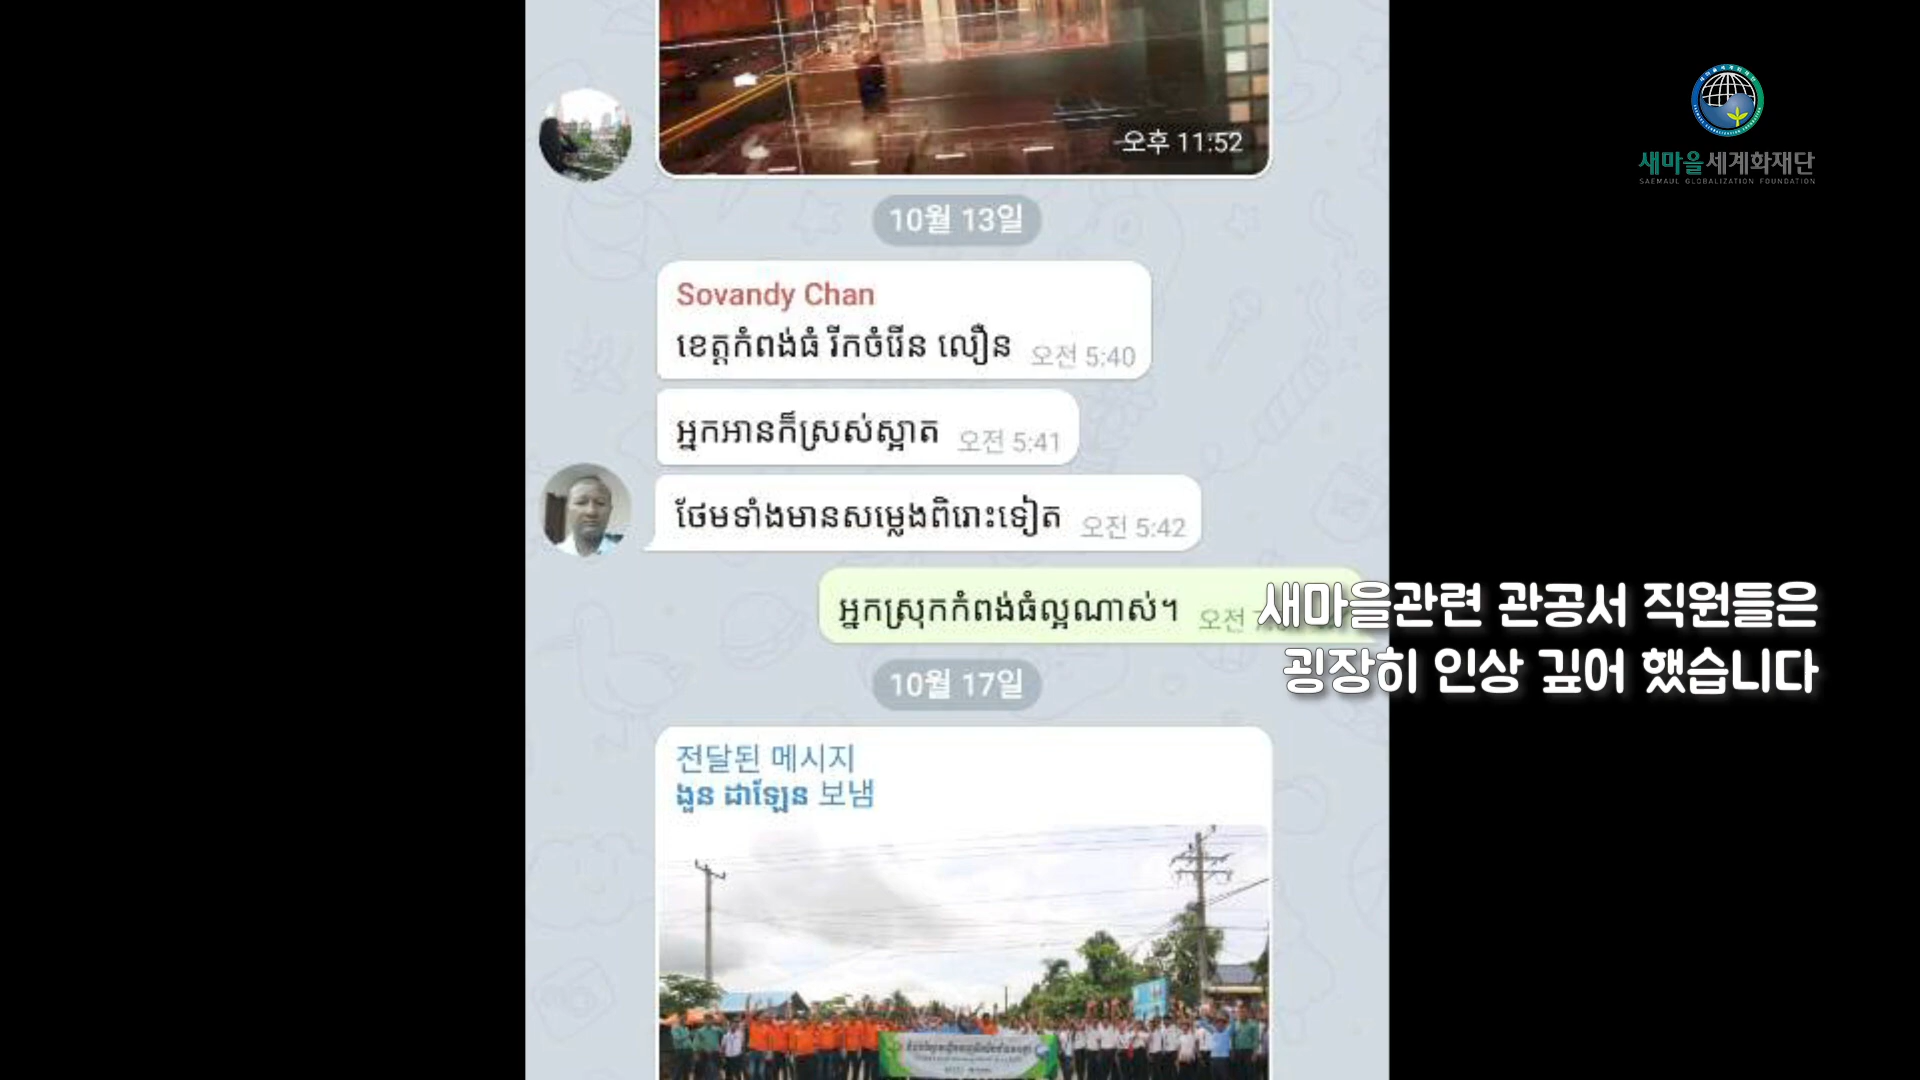 오후 11:52
새마을세계화재단
SAEMAUL GLOBALIZATION FOUNDATION
10월 13일
Sovandy Chan
ខេត្តកំពង់ធំ រីកចំរើន លឿន 오전 5:40
អ្នកអានក៏ស្រស់ស្អាត 오전 5:41
ថែមទាំងមានសម្លេងពិរោះទៀត 오전 5:42
អ្នកស្រុកកំពង់ធំល្អណាស់។ 오전
새마을관련 관공서 직원들은
굉장히 인상 깊어 했습니다
10월 17일
전달된 메시지
ងួន ដាឡែន 보냄